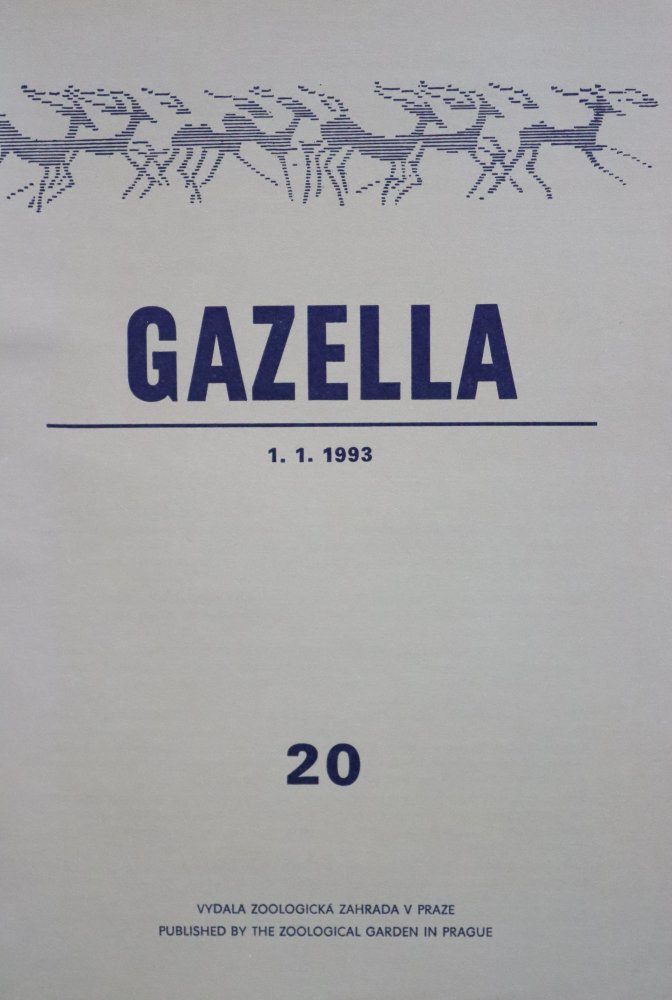 GAZELLA
1. 1. 1993
20
VYDALA ZOOLOGICKÁ ZAHRADA V PRAZE
PUBLISHED BY THE ZOOLOGICAL GARDEN IN PRAGUE